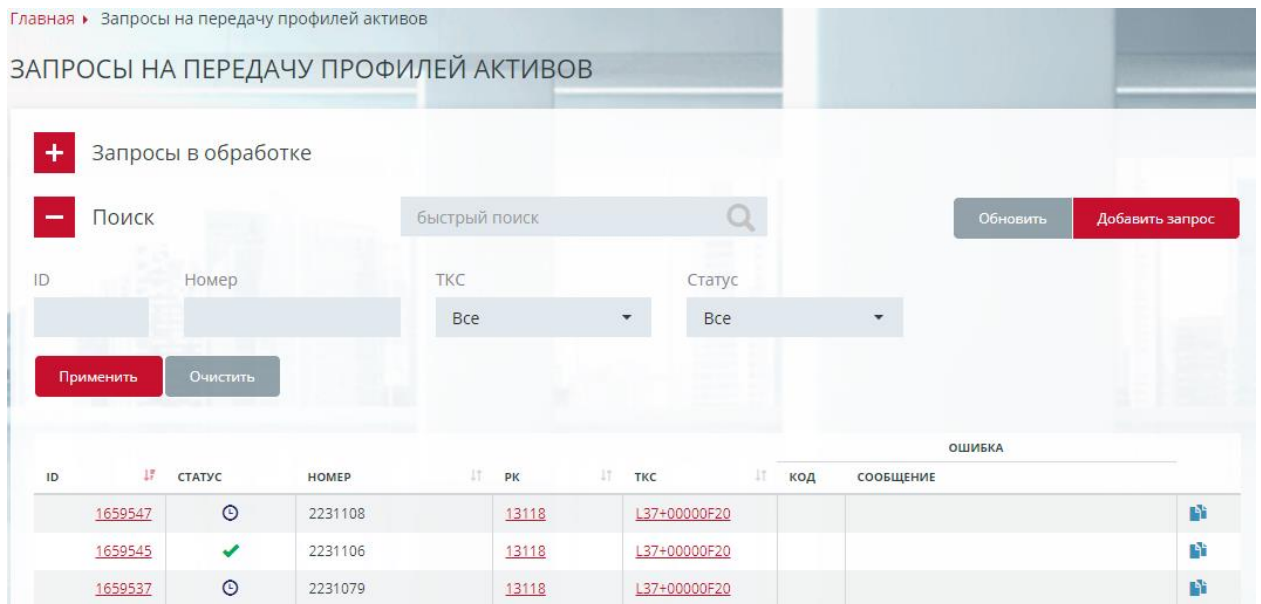 Главная Запросы на передачу профилей активов
ЗАПРОСЫ НА ПЕРЕДАЧУ ПРОФИЛЕЙ АКТИВОВ
Запросы в обработке
Поиск быстрый поиск Обновить Добавить запрос
ID Номер ТКС Статус
Все Все
Применить Очистить
ОШИБКА
ID СТАТУС НОМЕР РК ТКС КОД СООБЩЕНИЕ
1659547 2231108 13118 L37+00000F20
1659545 2231106 13118 L37+00000F20
1659537 2231079 13118 L37+00000F20